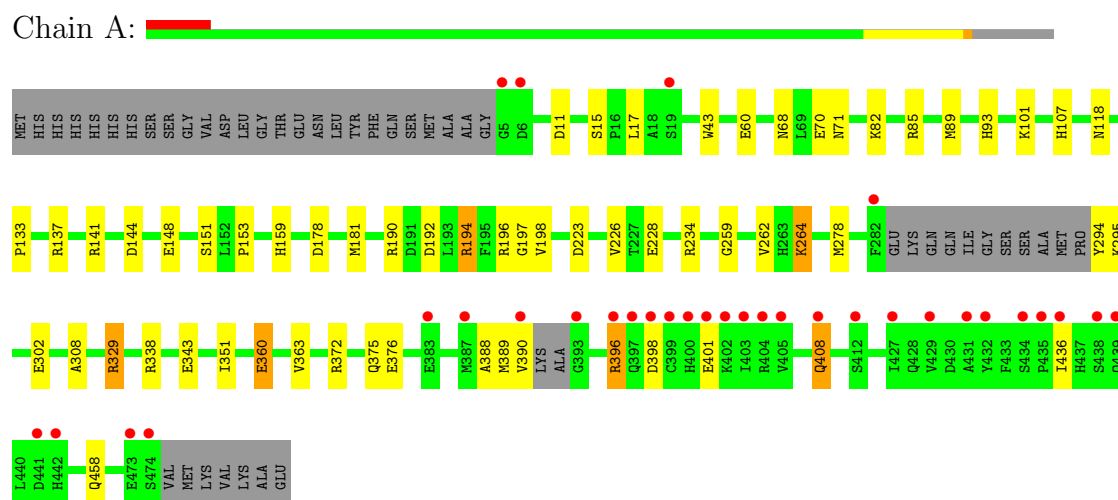 Chain A:
MET HIS HIS HIS HIS HIS HIS SER SER GLY VAL ASP LEU GLY THR GLU ASN LEU TYR PHE GLN SER MET ALA ALA GLY G5 D6 D11 S15 P16 L17 A18 S19 W43 E60 N68 L69 E70 N71 K82 R85 M89 H93 K101 H107 N118
P133 R137 R141 D144 E148 S151 L152 P153 H159 D178 M181 R190 D191 D192 L193 R194 F195 R196 G197 V198 D223 V226 T227 E228 R234 G259 V262 H263 K264 M278 F282 GLU LYS GLN GLN ILE GLY SER SER ALA MET PRO Y294 K295
E302 A308 R329 R338 E343 I351 E360 V363 R372 Q375 E376 E383 M387 A388 M389 V390 LYS ALA G393 R396 Q397 D398 C399 H400 E401 K402 I403 R404 V405 Q408 S412 I427 Q428 V429 D430 A431 Y432 F433 S434 P435 I436 H437 S438 Q439
L440 D441 H442 Q458 E473 S474 VAL MET LYS VAL LYS ALA GLU